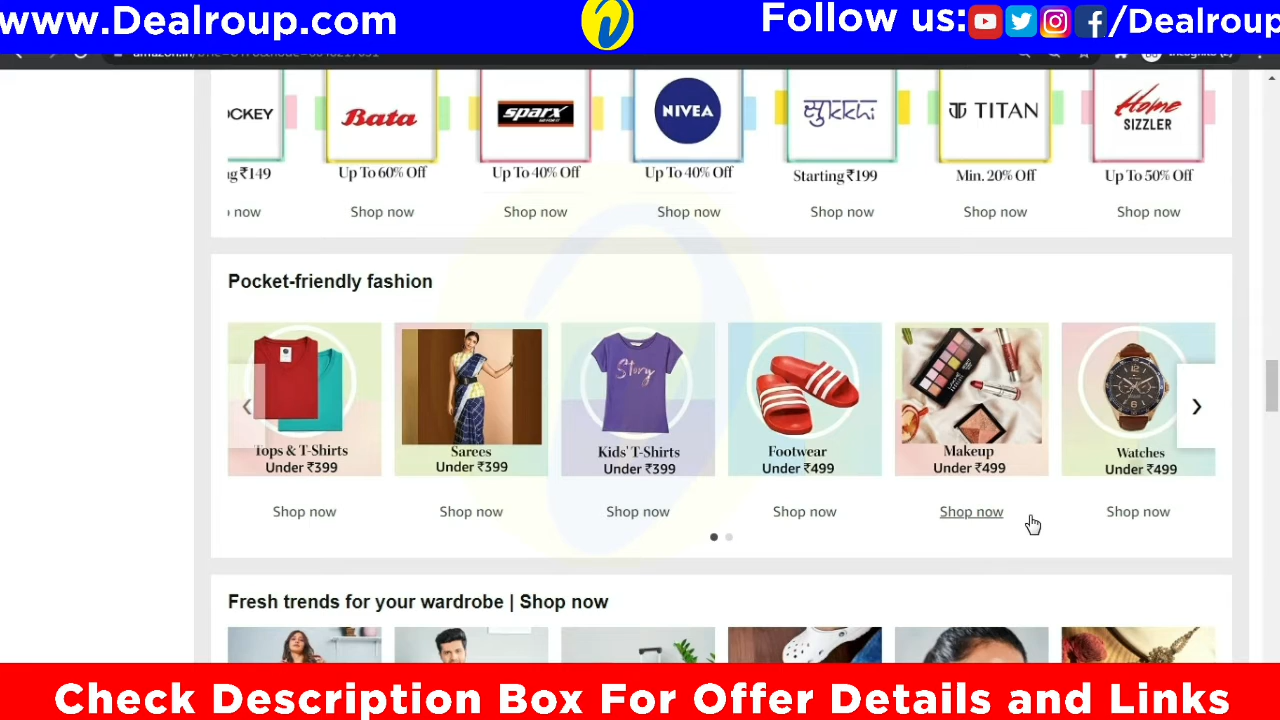 www.Dealroup.com
Follow us: /Dealroup
OCKEY
Bata
sparx
NIVEA
सुक्खि
TITAN
Home
SIZZLER
g ₹149
Up To 60% Off
Up To 40% Off
Up To 40% Off
Starting ₹199
Min. 20% Off
Up To 50% Off
now
Shop now
Shop now
Shop now
Shop now
Shop now
Shop now
Pocket-friendly fashion
Story
Tops & T-Shirts
Under ₹399
Sarees
Under ₹399
Kids' T-Shirts
Under ₹399
Footwear
Under ₹499
Makeup
Under ₹499
Watches
Under ₹499
Shop now
Shop now
Shop now
Shop now
Shop now
Shop now
Fresh trends for your wardrobe | Shop now
Check Description Box For Offer Details and Links